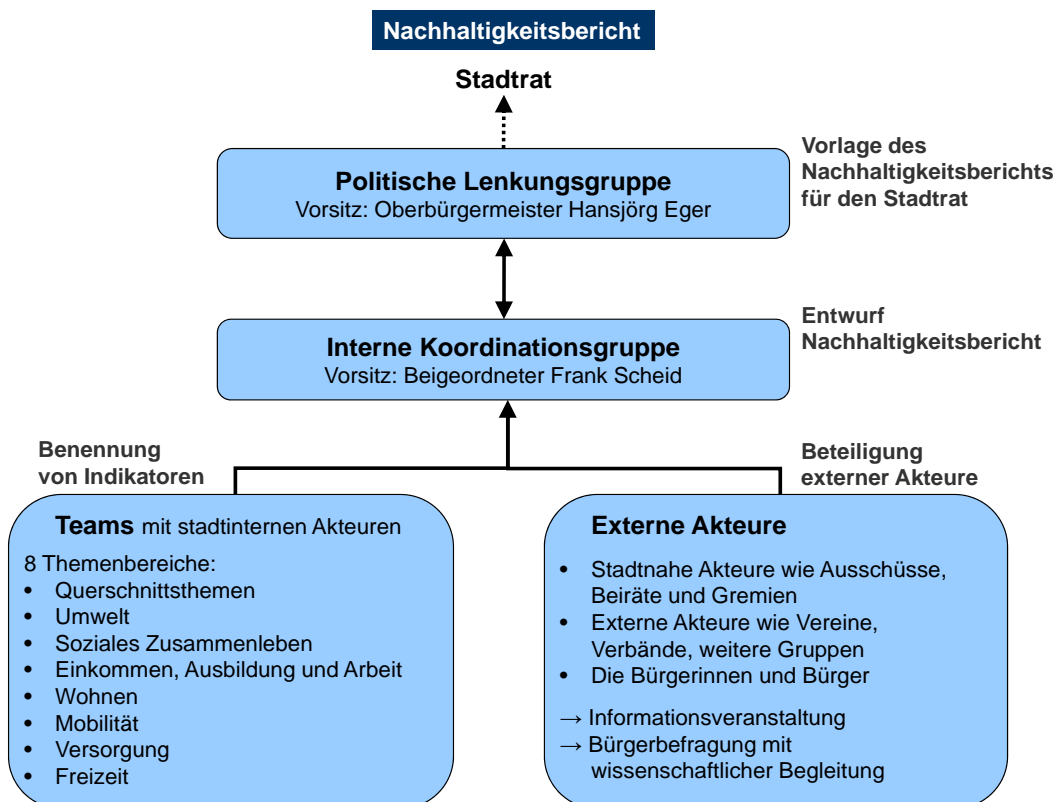 Nachhaltigkeitsbericht
Stadtrat
Vorlage des
Nachhaltigkeitsberichts
für den Stadtrat
Politische Lenkungsgruppe
Vorsitz: Oberbürgermeister Hansjörg Eger
Entwurf
Nachhaltigkeitsbericht
Interne Koordinationsgruppe
Vorsitz: Beigeordneter Frank Scheid
Benennung
von Indikatoren
Beteiligung
externer Akteure
Teams mit stadtinternen Akteuren
8 Themenbereiche:
• Querschnittsthemen
• Umwelt
• Soziales Zusammenleben
• Einkommen, Ausbildung und Arbeit
• Wohnen
• Mobilität
• Versorgung
• Freizeit
Externe Akteure
• Stadtnahe Akteure wie Ausschüsse,
Beiräte und Gremien
• Externe Akteure wie Vereine,
Verbände, weitere Gruppen
• Die Bürgerinnen und Bürger
→ Informationsveranstaltung
→ Bürgerbefragung mit
wissenschaftlicher Begleitung